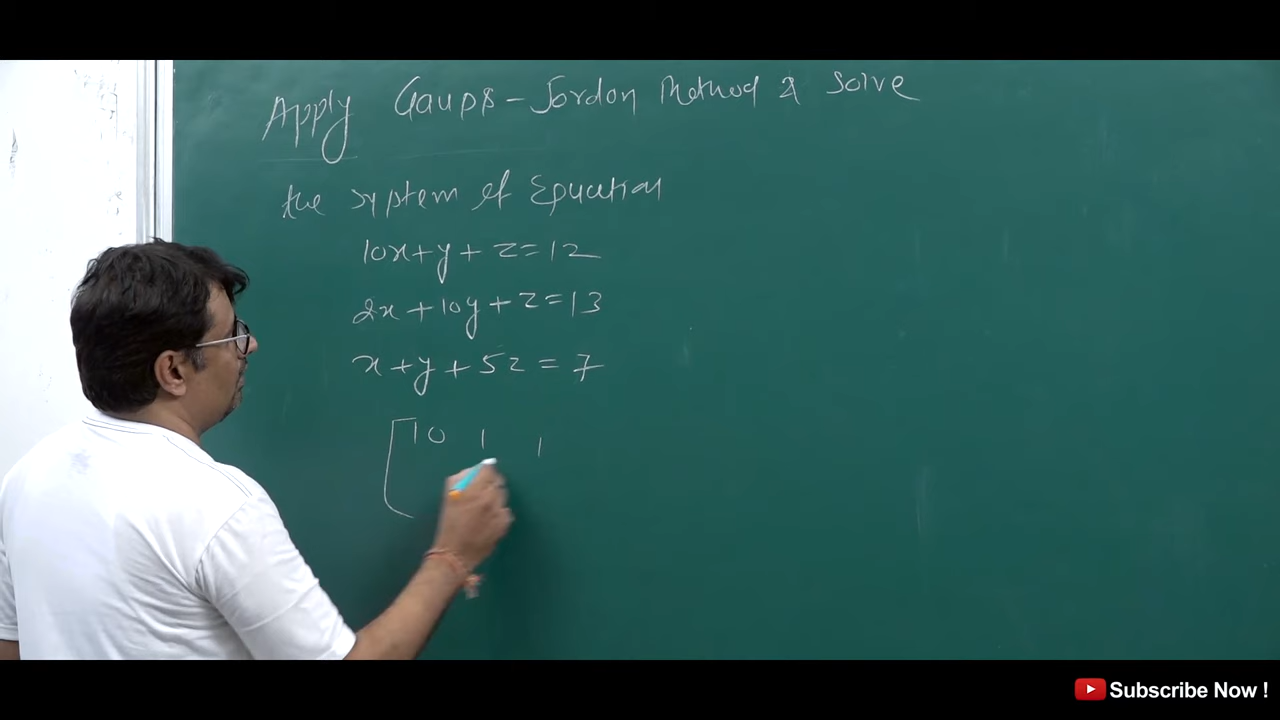 Apply Gauss-Jordon Method & Solve
the system of Equation
10x+y+z=12
2x+10y+z=13
x+y+5z=7
10 1 1
Subscribe Now !